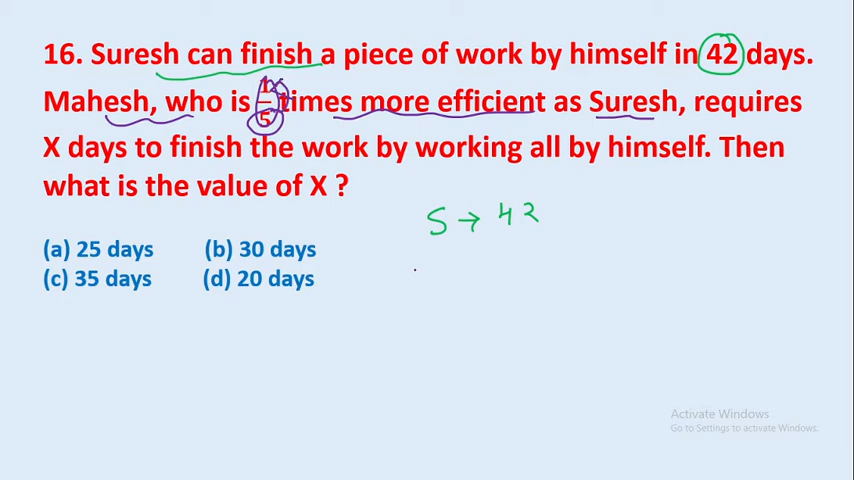 16. Suresh can finish a piece of work by himself in 42 days.
Mahesh, who is 1/5 times more efficient as Suresh, requires
X days to finish the work by working all by himself. Then
what is the value of X ?
S → 42
(a) 25 days (b) 30 days
(c) 35 days (d) 20 days
Activate Windows
Go to Settings to activate Windows.